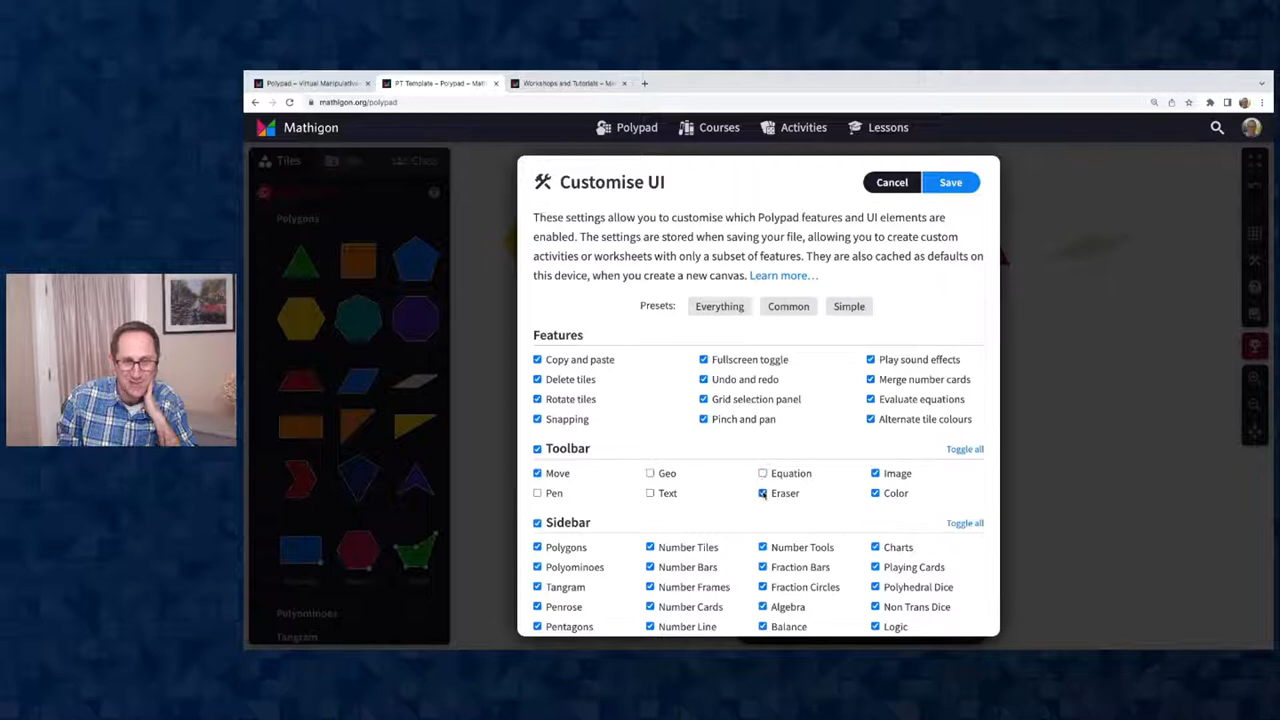 Polypad – Virtual Manipulativ
PT Template – Polypad – Math
Workshops and Tutorials – Ma
mathigon.org/polypad
Mathigon
Polypad
Courses
Activities
Lessons
Tiles
Chess
Polygons
Polyominoes
Tangram
Customise UI
Cancel
Save
These settings allow you to customise which Polypad features and UI elements are
enabled. The settings are stored when saving your file, allowing you to create custom
activities or worksheets with only a subset of features. They are also cached as defaults on
this device, when you create a new canvas. Learn more…
Presets: Everything Common Simple
Features
Copy and paste Fullscreen toggle Play sound effects
Delete tiles Undo and redo Merge number cards
Rotate tiles Grid selection panel Evaluate equations
Snapping Pinch and pan Alternate tile colours
Toolbar Toggle all
Move Geo Equation Image
Pen Text Eraser Color
Sidebar Toggle all
Polygons Number Tiles Number Tools Charts
Polyominoes Number Bars Fraction Bars Playing Cards
Tangram Number Frames Fraction Circles Polyhedral Dice
Penrose Number Cards Algebra Non Trans Dice
Pentagons Number Line Balance Logic